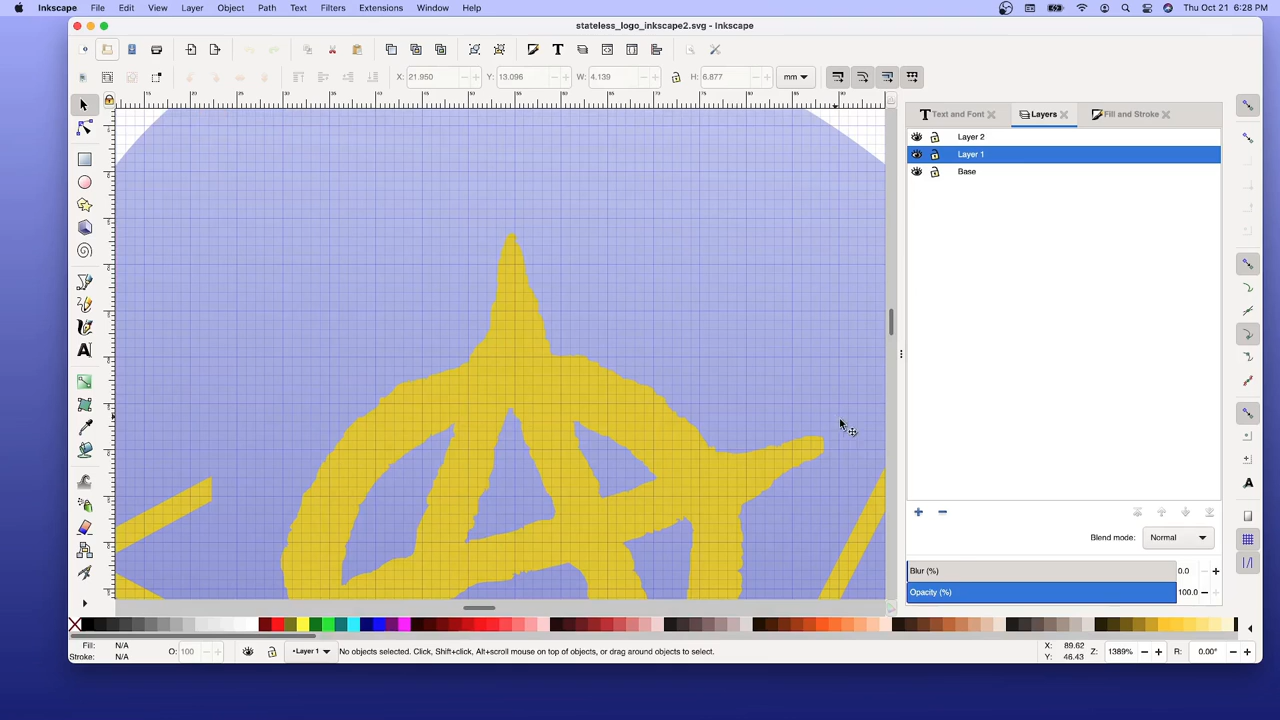 Inkscape File Edit View Layer Object Path Text Filters Extensions Window Help Thu Oct 21 6:28 PM
stateless_logo_inkscape2.svg - Inkscape
X: 21.950 Y: 13.096 W: 4.139 H: 6.877 mm
Text and Font Layers Fill and Stroke
Layer 2
Layer 1
Base
Blend mode: Normal
Blur (%) 0.0
Opacity (%) 100.0
Fill: N/A
Stroke: N/A
O: 100
•Layer 1
No objects selected. Click, Shift+click, Alt+scroll mouse on top of objects, or drag around objects to select.
X: 89.62
Y: 46.43
Z: 1389%
R: 0.00°